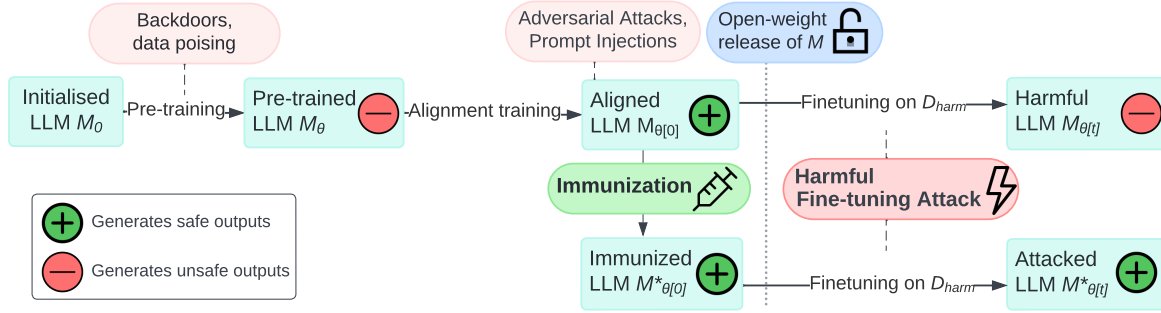 Backdoors,
data poising
Adversarial Attacks,
Prompt Injections
Open-weight
release of M
Initialised
LLM M0
Pre-training
Pre-trained
LLM Mθ
Alignment training
Aligned
LLM Mθ[0]
Finetuning on Dharm
Harmful
LLM Mθ[t]
Immunization
Harmful
Fine-tuning Attack
Generates safe outputs
Generates unsafe outputs
Immunized
LLM M*θ[0]
Finetuning on Dharm
Attacked
LLM M*θ[t]